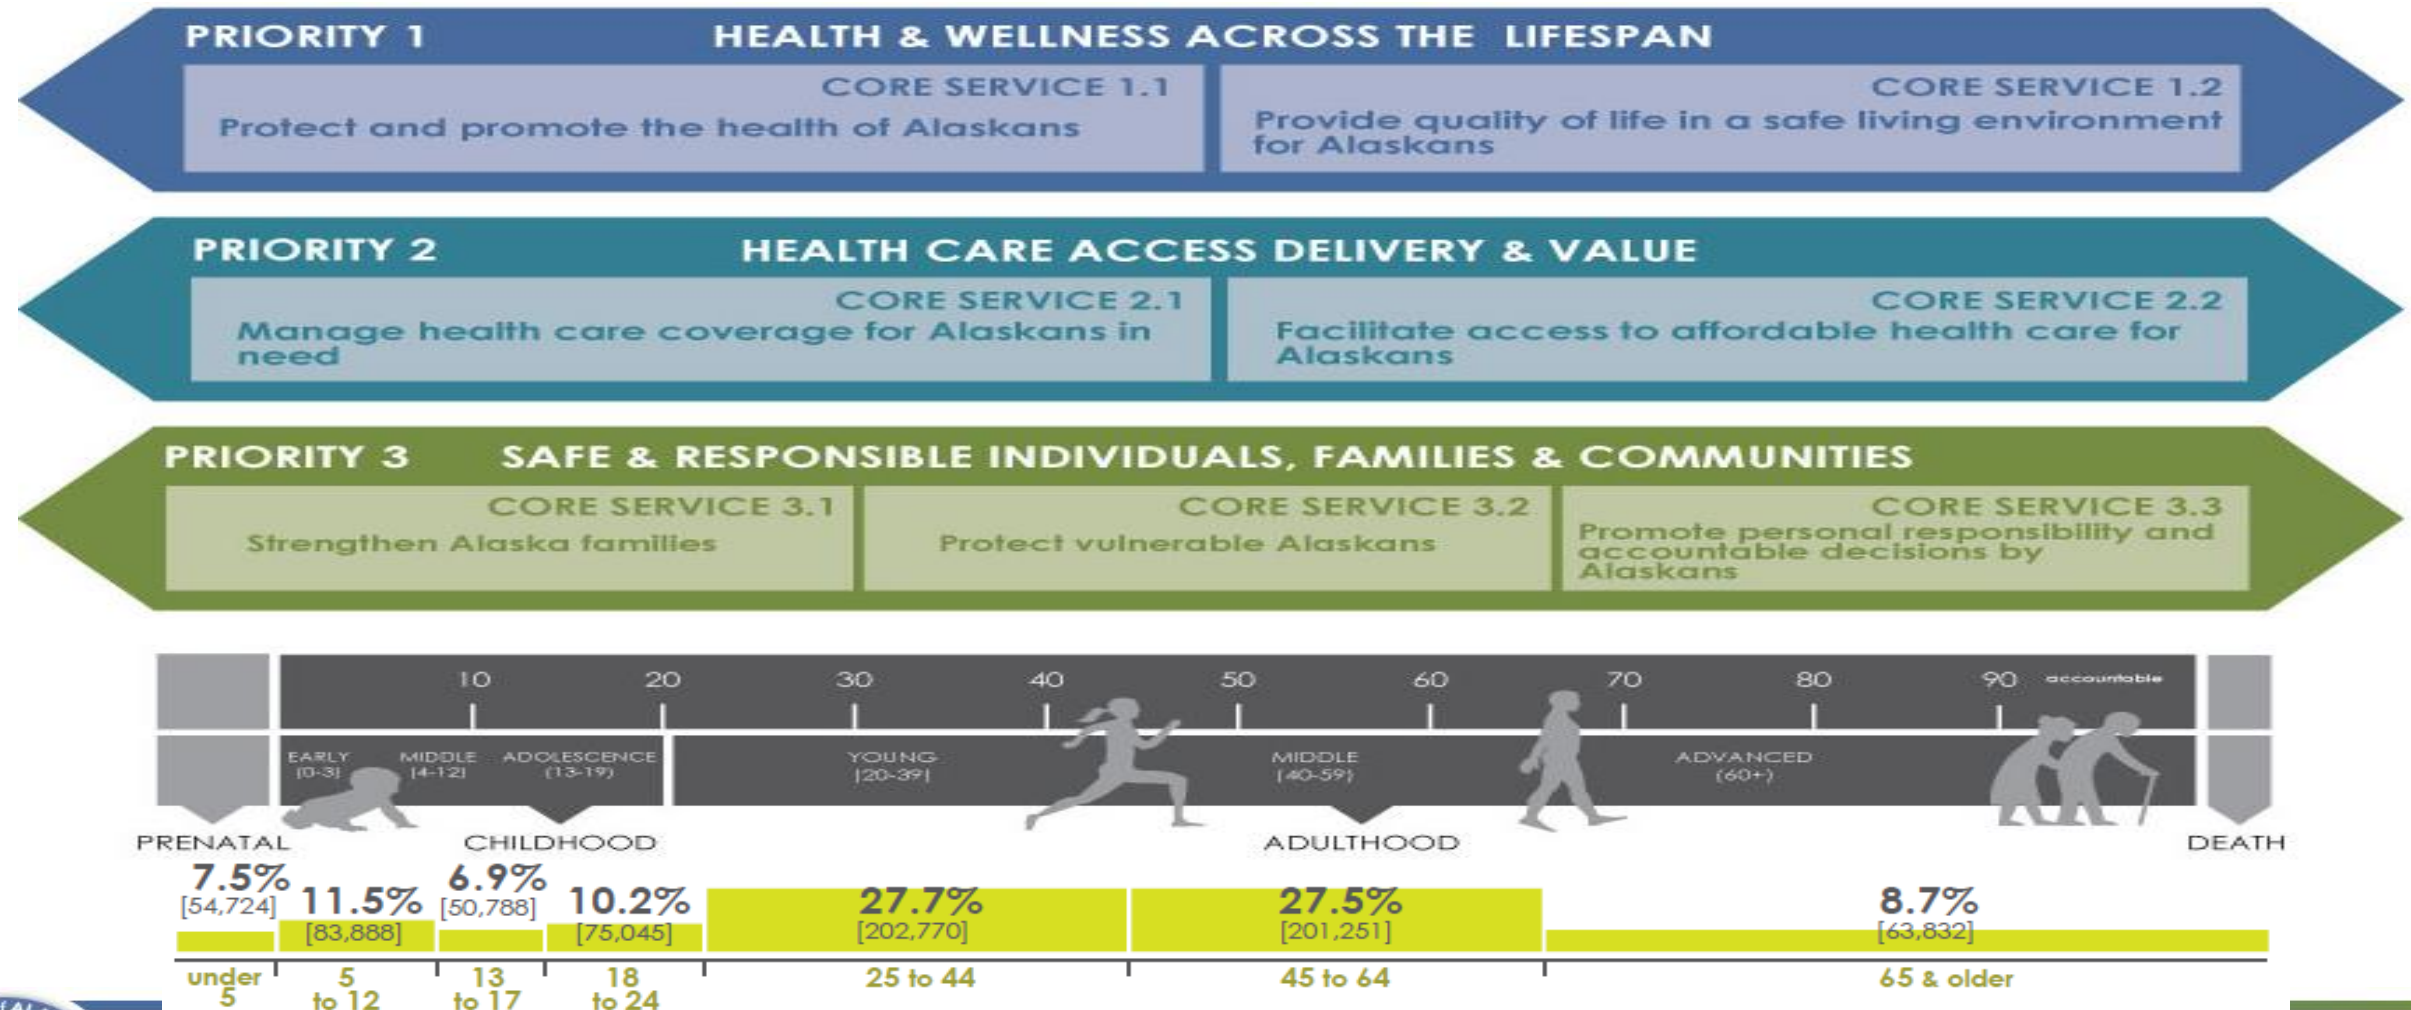 PRIORITY 1 HEALTH & WELLNESS ACROSS THE LIFESPAN
CORE SERVICE 1.1
Protect and promote the health of Alaskans
CORE SERVICE 1.2
Provide quality of life in a safe living environment
for Alaskans
PRIORITY 2 HEALTH CARE ACCESS DELIVERY & VALUE
CORE SERVICE 2.1
Manage health care coverage for Alaskans in
need
CORE SERVICE 2.2
Facilitate access to affordable health care for
Alaskans
PRIORITY 3 SAFE & RESPONSIBLE INDIVIDUALS, FAMILIES & COMMUNITIES
CORE SERVICE 3.1
Strengthen Alaska families
CORE SERVICE 3.2
Protect vulnerable Alaskans
CORE SERVICE 3.3
Promote personal responsibility and
accountable decisions by
Alaskans
10 20 30 40 50 60 70 80 90 accountable
EARLY MIDDLE ADOLESCENCE YOUNG MIDDLE ADVANCED
(0-3) (4-12) (13-19) (20-39) (40-59) (60+)
PRENATAL CHILDHOOD ADULTHOOD DEATH
7.5% 11.5% 6.9% 10.2% 27.7% 27.5% 8.7%
[54,724] [83,888] [50,788] [75,045] [202,770] [201,251] [63,832]
under 5 13 18 25 to 44 45 to 64 65 & older
5 to 12 to 17 to 24